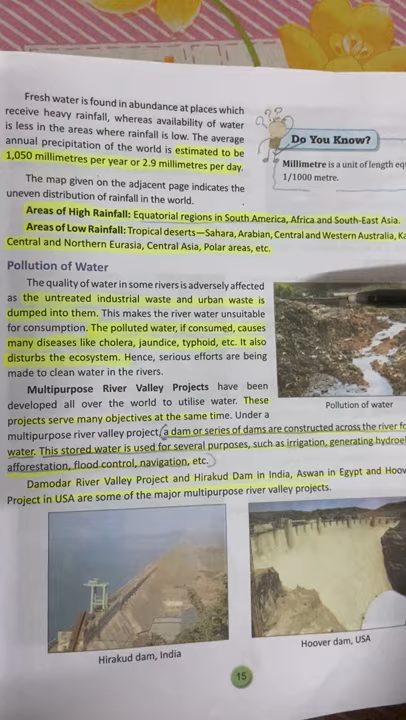 Fresh water is found in abundance at places which
receive heavy rainfall, whereas availability of water
is less in the areas where rainfall is low. The average
annual precipitation of the world is estimated to be
1,050 millimetres per year or 2.9 millimetres per day.
The map given on the adjacent page indicates the
uneven distribution of rainfall in the world.
Do You Know?
Millimetre is a unit of length
1/1000 metre.
Areas of High Rainfall: Equatorial regions in South America, Africa and South-East Asia.
Areas of Low Rainfall: Tropical deserts—Sahara, Arabian, Central and Western Australia,
Central and Northern Eurasia, Central Asia, Polar areas, etc.
Pollution of Water
The quality of water in some rivers is adversely affected
as the untreated industrial waste and urban waste is
dumped into them. This makes the river water unsuitable
for consumption. The polluted water, if consumed, causes
many diseases like cholera, jaundice, typhoid, etc. It also
disturbs the ecosystem. Hence, serious efforts are being
made to clean water in the rivers.
Pollution of water
Multipurpose River Valley Projects have been
developed all over the world to utilise water. These
projects serve many objectives at the same time. Under a
multipurpose river valley project, a dam or series of dams are constructed across the river
water. This stored water is used for several purposes, such as irrigation, generating
afforestation, flood control, navigation, etc.
Damodar River Valley Project and Hirakud Dam in India, Aswan in Egypt and
Project in USA are some of the major multipurpose river valley projects.
Hirakud dam, India
Hoover dam, USA
15